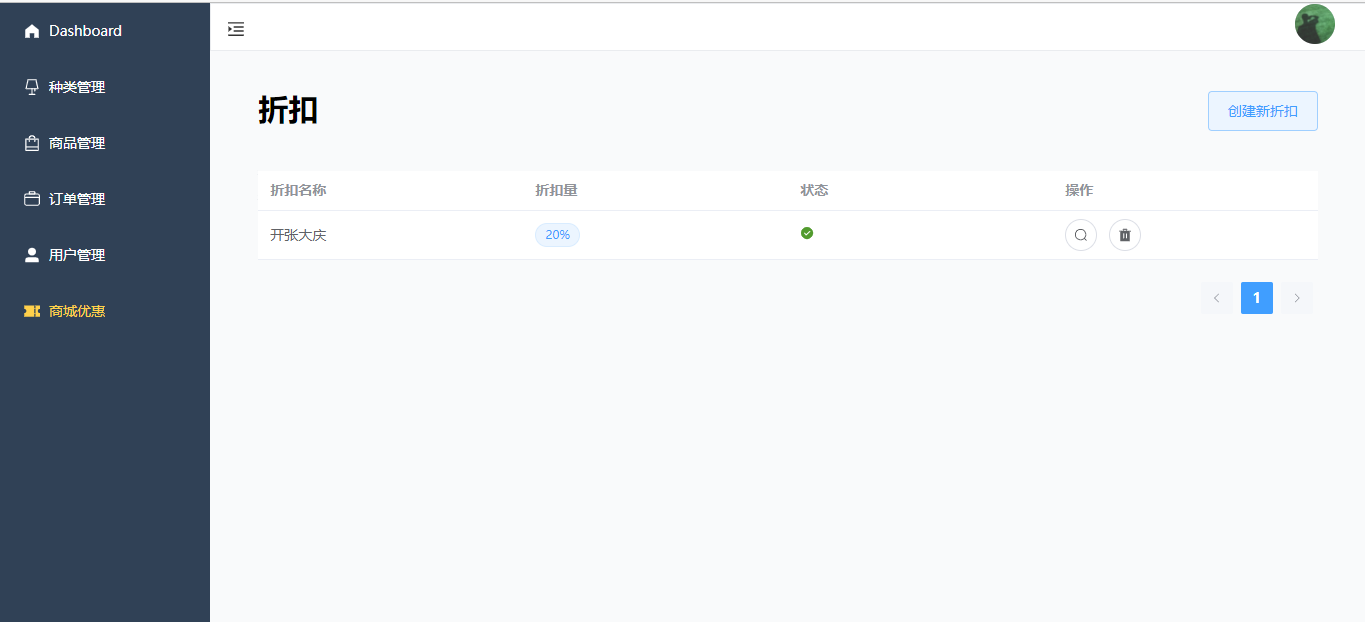 Dashboard
种类管理
商品管理
订单管理
用户管理
商城优惠
折扣
创建新折扣
折扣名称 折扣量 状态 操作
开张大庆 20%
1